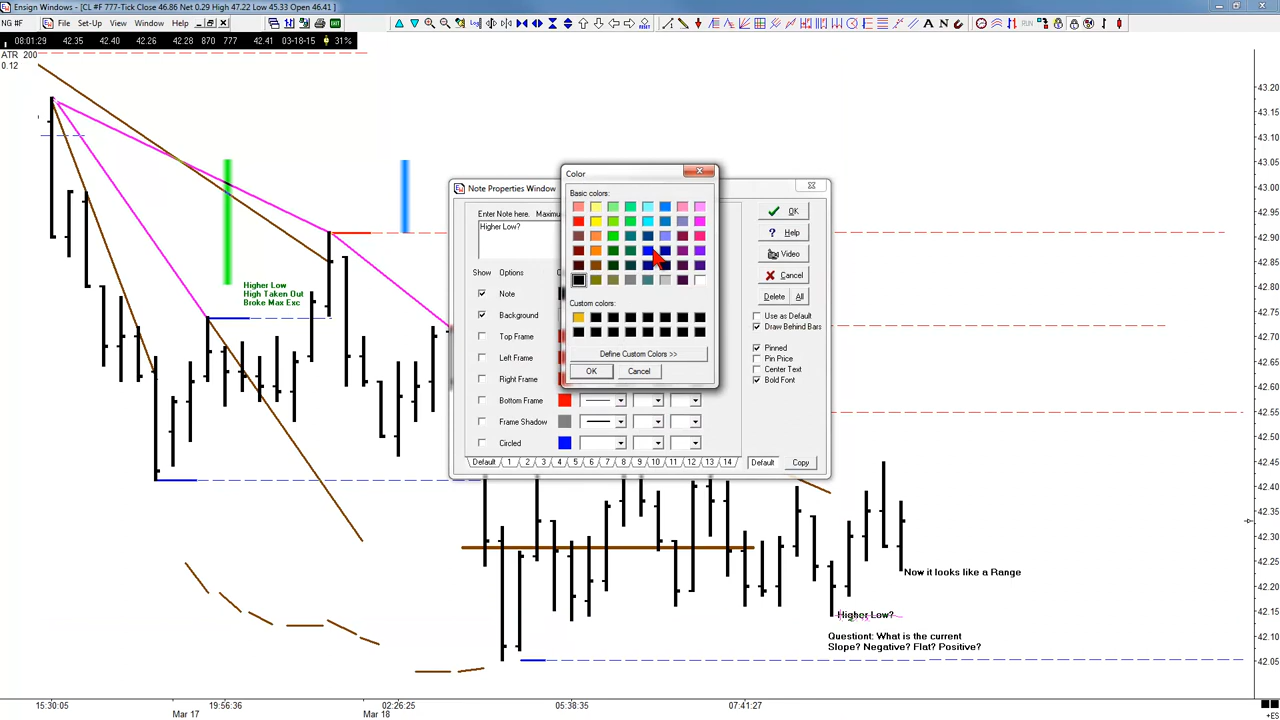 Ensign Windows - [CL #F 777-Tick Close 46.86 Net 0.29 High 47.22 Low 45.33 Open 46.41 ]
NG #F
File
Set-Up
View
Window
Help
08:01:29 42.35 42.40 42.26 42.28 870 777 42.41 03-18-15 31%
ATR 200
0.12
Higher Low
High Taken Out
Broke Max Exc
Note Properties Window
Enter Note here. Maximu
Higher Low?
Show Options
Note
Background
Top Frame
Left Frame
Right Frame
Bottom Frame
Frame Shadow
Circled
Default 1 2 3 4 5 6 7 8 9 10 11 12 13 14
Default
Copy
OK
Help
Video
Cancel
Delete All
Use as Default
Draw Behind Bars
Pinned
Pin Price
Center Text
Bold Font
Color
Basic colors:
Custom colors:
Define Custom Colors >>
OK
Cancel
Now it looks like a Range
Higher Low?
Questiont: What is the current
Slope? Negative? Flat? Positive?
43.20
43.15
43.10
43.05
43.00
42.95
42.90
42.85
42.80
42.75
42.70
42.65
42.60
42.55
42.50
42.45
42.40
42.35
42.30
42.25
42.20
42.15
42.10
42.05
15:30:05
19:56:36
02:26:25
05:38:35
07:41:27
Mar 17
Mar 18
+ES